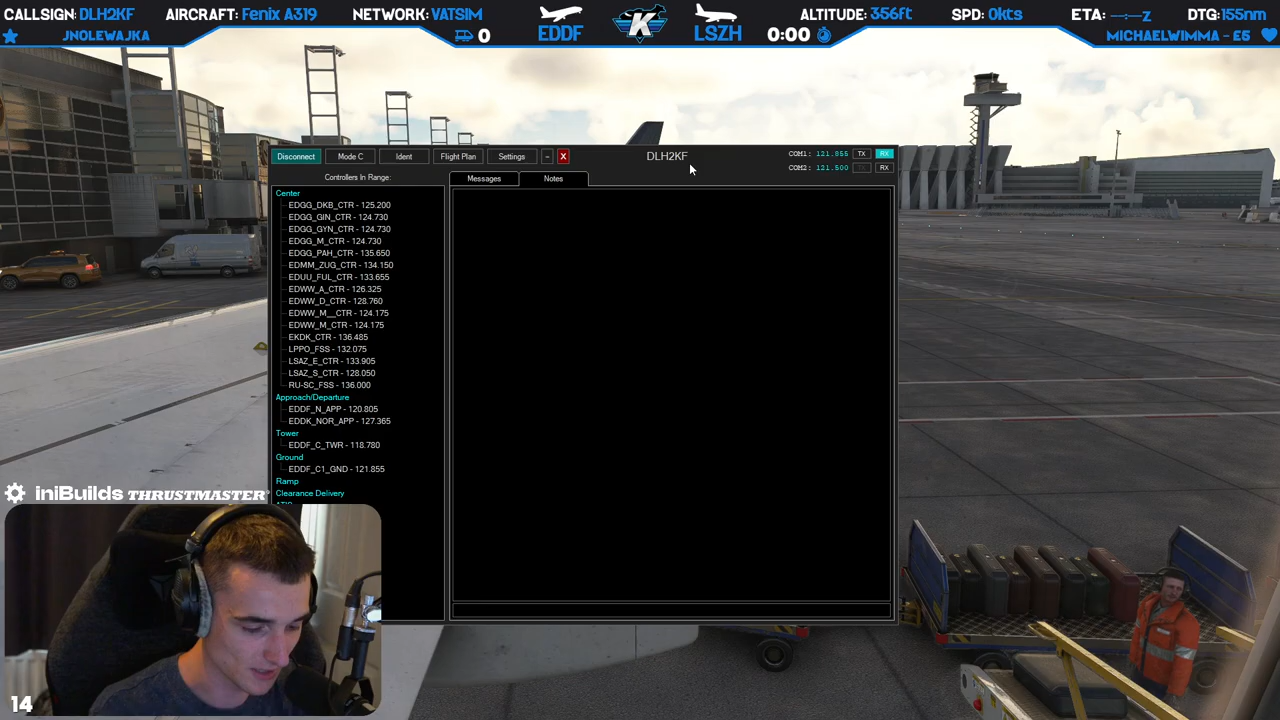 CALLSIGN: DLH2KF
AIRCRAFT: Fenix A319
NETWORK: VATSIM
EDDF
K
LSZH
ALTITUDE: 356ft
SPD: 0kts
ETA: --:--z
DTG:155nm
JNOLEWAJKA
0
0:00
MICHAELWIMMA - £5
Disconnect
Mode C
Ident
Flight Plan
Settings
–
X
DLH2KF
COM1: 121.855 TX RX
COM2: 121.500 TX RX
Controllers In Range:
Messages
Notes
Center
EDGG_DKB_CTR - 125.200
EDGG_GIN_CTR - 124.730
EDGG_GYN_CTR - 124.730
EDGG_M_CTR - 124.730
EDGG_PAH_CTR - 135.650
EDMM_ZUG_CTR - 134.150
EDUU_FUL_CTR - 133.655
EDWW_A_CTR - 126.325
EDWW_D_CTR - 128.760
EDWW_M__CTR - 124.175
EDWW_M_CTR - 124.175
EKDK_CTR - 136.485
LPPO_FSS - 132.075
LSAZ_E_CTR - 133.905
LSAZ_S_CTR - 128.050
RU-SC_FSS - 136.000
Approach/Departure
EDDF_N_APP - 120.805
EDDK_NOR_APP - 127.365
Tower
EDDF_C_TWR - 118.780
Ground
EDDF_C1_GND - 121.855
Ramp
Clearance Delivery
iniBuilds THRUSTMASTER
14